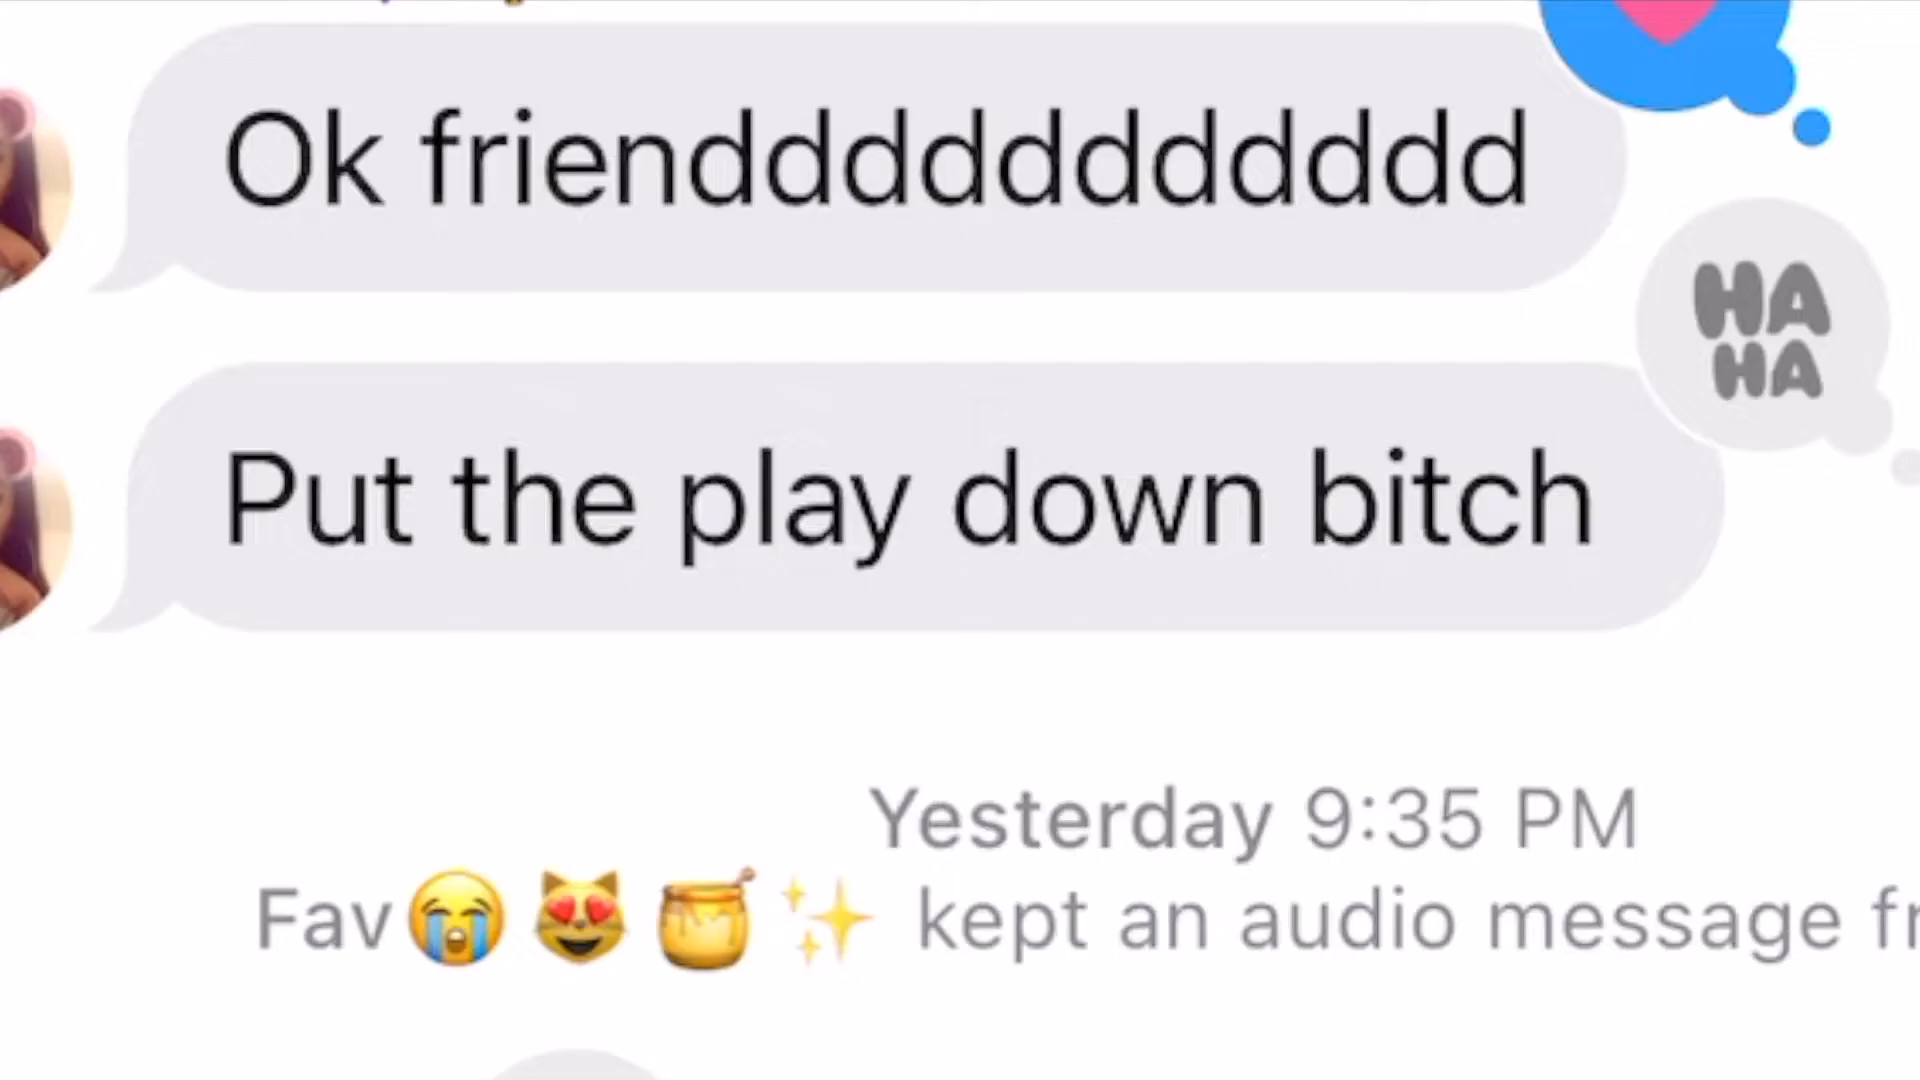 Ok frienddddddddddd
HA
HA
Put the play down bitch
Yesterday 9:35 PM
Fav😭😻🍯✨ kept an audio message